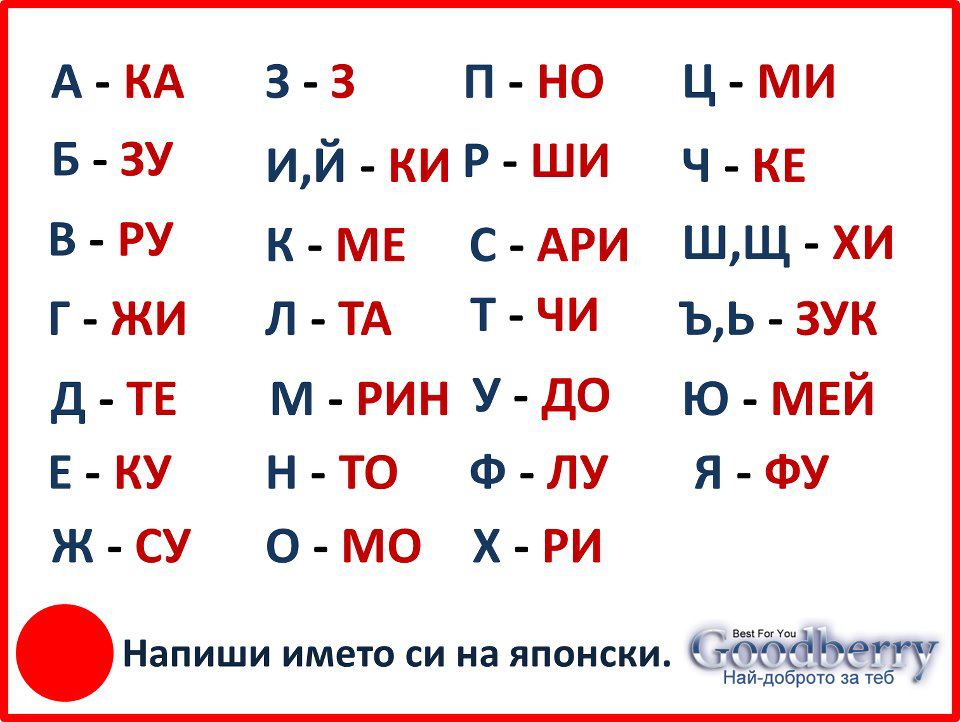 А - КА З - З П - НО Ц - МИ
Б - ЗУ И,Й - КИ Р - ШИ Ч - КЕ
В - РУ К - МЕ С - АРИ Ш,Щ - ХИ
Г - ЖИ Л - ТА Т - ЧИ Ъ,Ь - ЗУК
Д - ТЕ М - РИН У - ДО Ю - МЕЙ
Е - КУ Н - ТО Ф - ЛУ Я - ФУ
Ж - СУ О - МО Х - РИ
Напиши името си на японски.
Best For You
Goodberry
Най-доброто за теб